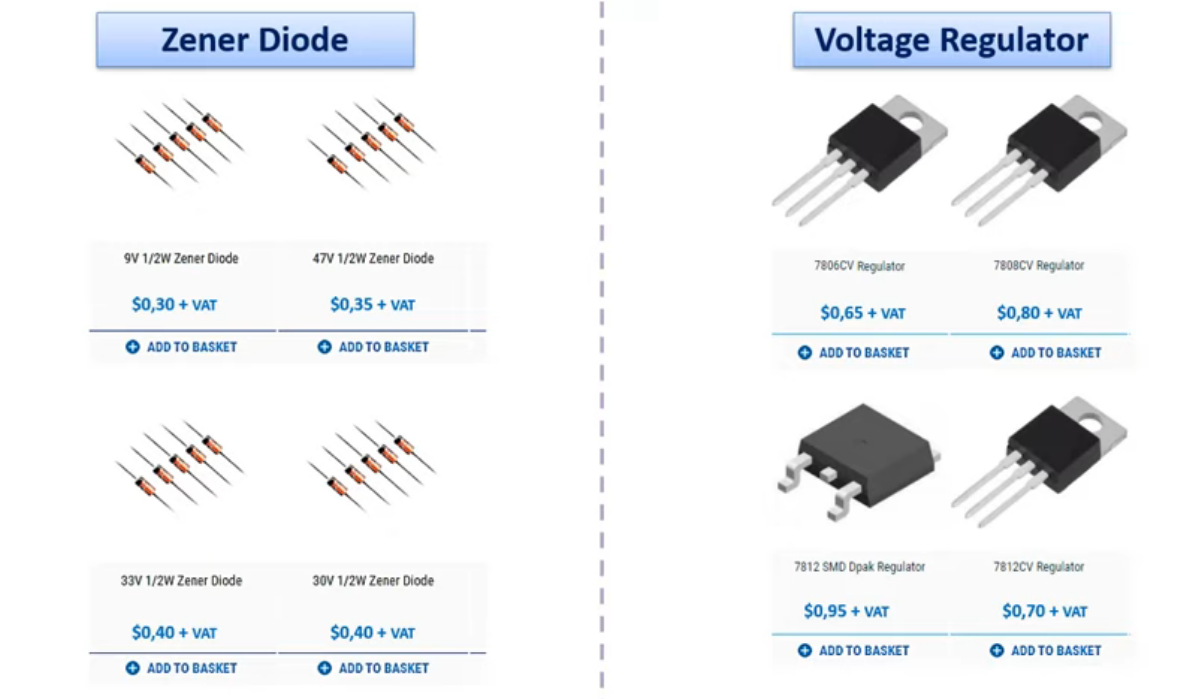 Zener Diode
9V 1/2W Zener Diode
47V 1/2W Zener Diode
$0,30 + VAT
$0,35 + VAT
ADD TO BASKET
ADD TO BASKET
33V 1/2W Zener Diode
30V 1/2W Zener Diode
$0,40 + VAT
$0,40 + VAT
ADD TO BASKET
ADD TO BASKET
Voltage Regulator
7806CV Regulator
7808CV Regulator
$0,65 + VAT
$0,80 + VAT
ADD TO BASKET
ADD TO BASKET
7812 SMD Dpak Regulator
7812CV Regulator
$0,95 + VAT
$0,70 + VAT
ADD TO BASKET
ADD TO BASKET